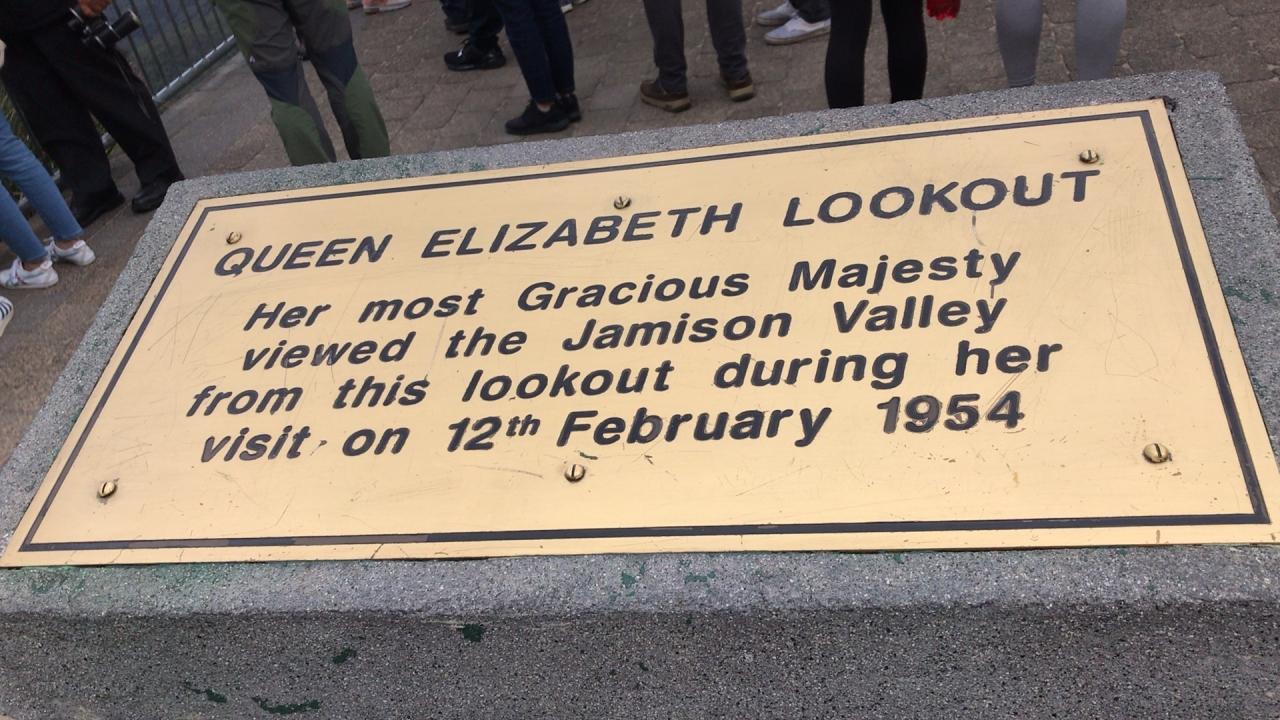 QUEEN ELIZABETH LOOKOUT
Her most Gracious Majesty
viewed the Jamison Valley
from this lookout during her
visit on 12th February 1954